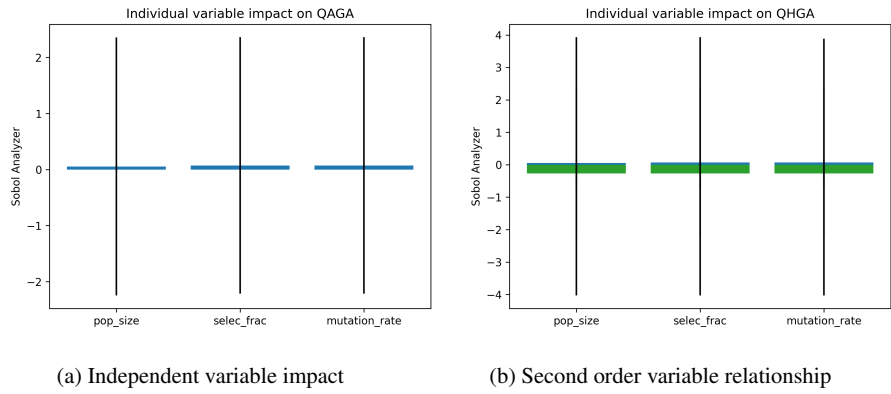 Individual variable impact on QAGA
Sobol Analyzer
2
1
0
−1
−2
pop_size selec_frac mutation_rate
(a) Independent variable impact
Individual variable impact on QHGA
Sobol Analyzer
4
3
2
1
0
−1
−2
−3
−4
pop_size selec_frac mutation_rate
(b) Second order variable relationship